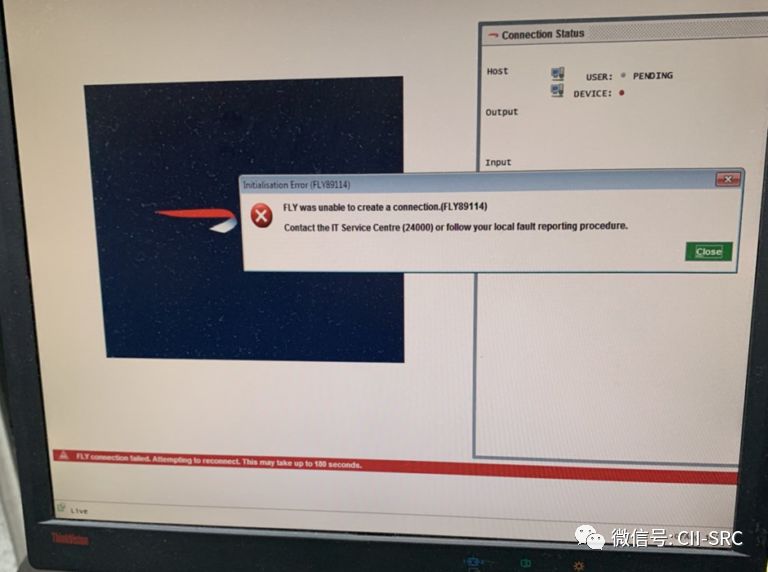 Connection Status
Host
USER: PENDING
DEVICE:
Output
Input
Initialisation Error (FLY89114)
FLY was unable to create a connection.(FLY89114)
Contact the IT Service Centre (24000) or follow your local fault reporting procedure.
Close
FLY connection failed. Attempting to reconnect. This may take up to 180 seconds.
Live
ThinkVision
微信号: CII-SRC